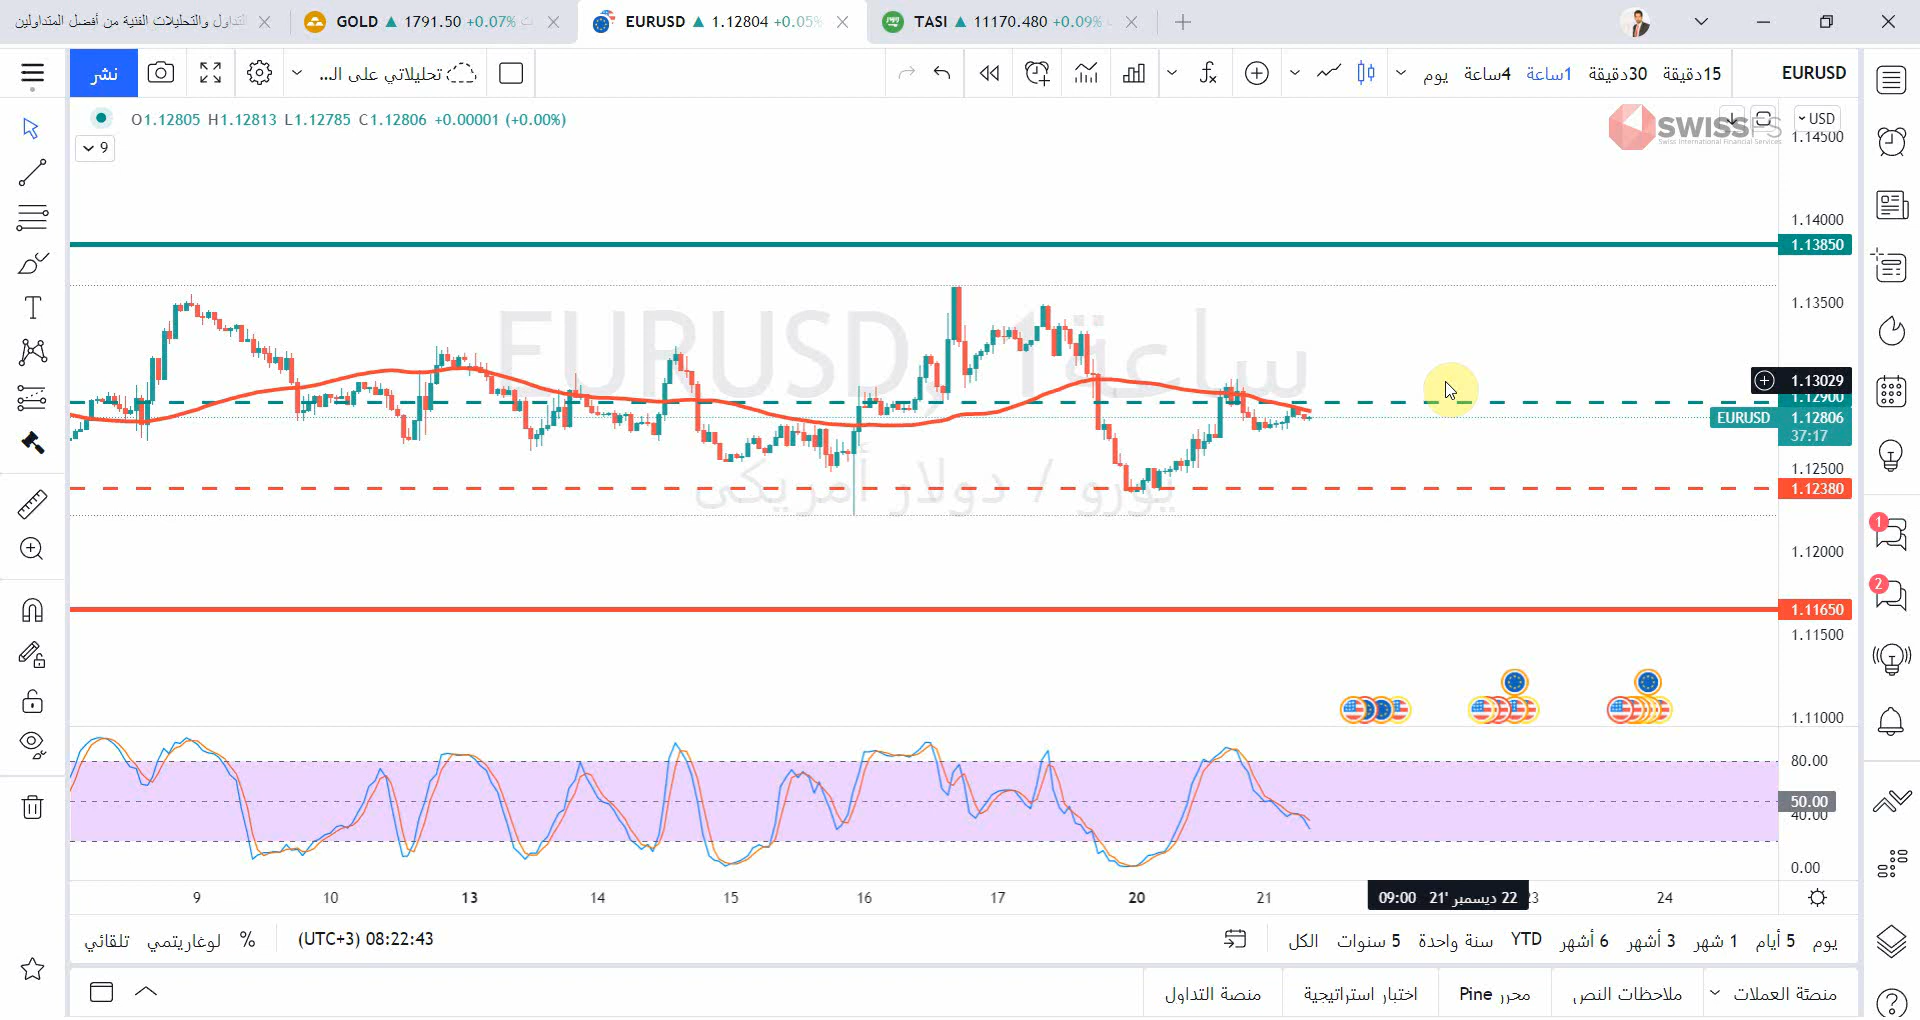 التداول والتحليلات الفنية من أفضل المتداولين
GOLD ▲ 1791.50 +0.07%
EURUSD ▲ 1.12804 +0.05%
TASI ▲ 11170.480 +0.09%
نشر
تحليلاتي على الـ...
يوم
4ساعة
1ساعة
30دقيقة
15دقيقة
EURUSD
O1.12805 H1.12813 L1.12785 C1.12806 +0.00001 (+0.00%)
9
SWISSFS
Swiss International Financial Services
USD
1.14500
1.14000
1.13850
1.13500
1.13029
1.12900
EURUSD 1.12806
37:17
1.12500
1.12380
1.12000
1.11650
1.11500
1.11000
EURUSD, 1ساعة
يورو / دولار أمريكي
80.00
50.00
40.00
0.00
9 10 13 14 15 16 17 20 21
22 ديسمبر '21 09:00
23 24
تلقائي
لوغاريتمي
%
08:22:43 (UTC+3)
الكل
5 سنوات
سنة واحدة
YTD
6 أشهر
3 أشهر
1 شهر
5 أيام
يوم
منصة التداول
اختبار استراتيجية
محرر Pine
ملاحظات النص
منصئة العملات
1
2